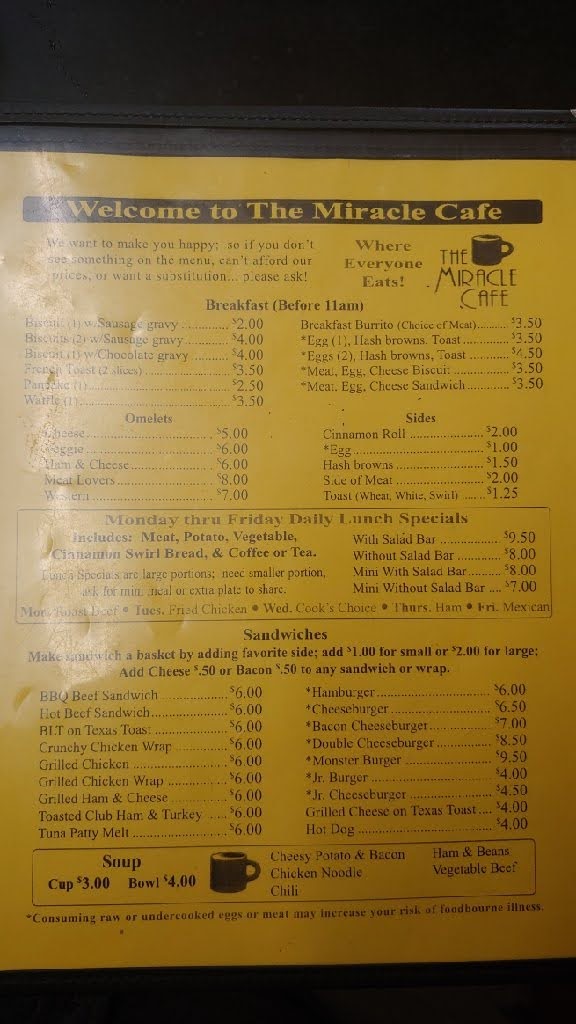 Welcome to The Miracle Cafe
We want to make you happy; so if you don't
see something on the menu, can't afford our
prices, or want a substitution... please ask!
Where
Everyone
Eats!
THE
MIRACLE
CAFE
Breakfast (Before 11am)
Biscuit (1) w/Sausage gravy ............ $2.00
Biscuits (2) w/Sausage gravy ........... $4.00
Biscuit (1) w/Chocolate gravy .......... $4.00
French Toast (2 slices) .................. $3.50
Pancake (1) .................. $2.50
Waffle (1) .................. $3.50
Breakfast Burrito (Choice of Meat) ........ $3.50
*Egg (1), Hash browns, Toast ............. $3.50
*Eggs (2), Hash browns, Toast ........... $4.50
*Meat, Egg, Cheese Biscuit ............... $3.50
*Meat, Egg, Cheese Sandwich ............ $3.50
Omelets
Cheese .................. $5.00
Veggie .................. $6.00
Ham & Cheese .................. $6.00
Meat Lovers .................. $8.00
Western .................. $7.00
Sides
Cinnamon Roll .................. $2.00
*Egg .................. $1.00
Hash browns .................. $1.50
Side of Meat .................. $2.00
Toast (Wheat, White, Swirl) ...... $1.25
Monday thru Friday Daily Lunch Specials
Includes: Meat, Potato, Vegetable,
Cinnamon Swirl Bread, & Coffee or Tea.
Lunch Specials are large portions; need smaller portion,
ask for mini meal or extra plate to share.
With Salad Bar .................. $9.50
Without Salad Bar ............ $8.00
Mini With Salad Bar .......... $8.00
Mini Without Salad Bar .... $7.00
Mon. Roast Beef • Tues. Fried Chicken • Wed. Cook's Choice • Thurs. Ham • Fri. Mexican
Sandwiches
Make sandwich a basket by adding favorite side; add $1.00 for small or $2.00 for large;
Add Cheese $.50 or Bacon $.50 to any sandwich or wrap.
BBQ Beef Sandwich .................. $6.00
Hot Beef Sandwich .................. $6.00
BLT on Texas Toast .................. $6.00
Crunchy Chicken Wrap ............ $6.00
Grilled Chicken .................. $6.00
Grilled Chicken Wrap .............. $6.00
Grilled Ham & Cheese ............. $6.00
Toasted Club Ham & Turkey ..... $6.00
Tuna Patty Melt .................. $6.00
*Hamburger .................. $6.00
*Cheeseburger .................. $6.50
*Bacon Cheeseburger ............... $7.00
*Double Cheeseburger .............. $8.50
*Monster Burger .................. $9.50
*Jr. Burger .................. $4.00
*Jr. Cheeseburger .................. $4.50
Grilled Cheese on Texas Toast .... $4.00
Hot Dog .................. $4.00
Soup
Cup $3.00 Bowl $4.00
Cheesy Potato & Bacon
Chicken Noodle
Chili
Ham & Beans
Vegetable Beef
*Consuming raw or undercooked eggs or meat may increase your risk of foodbourne illness.